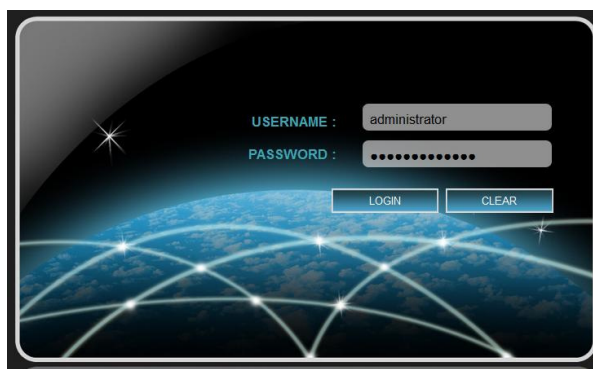 USERNAME : administrator
PASSWORD : •••••••••••••
LOGIN CLEAR